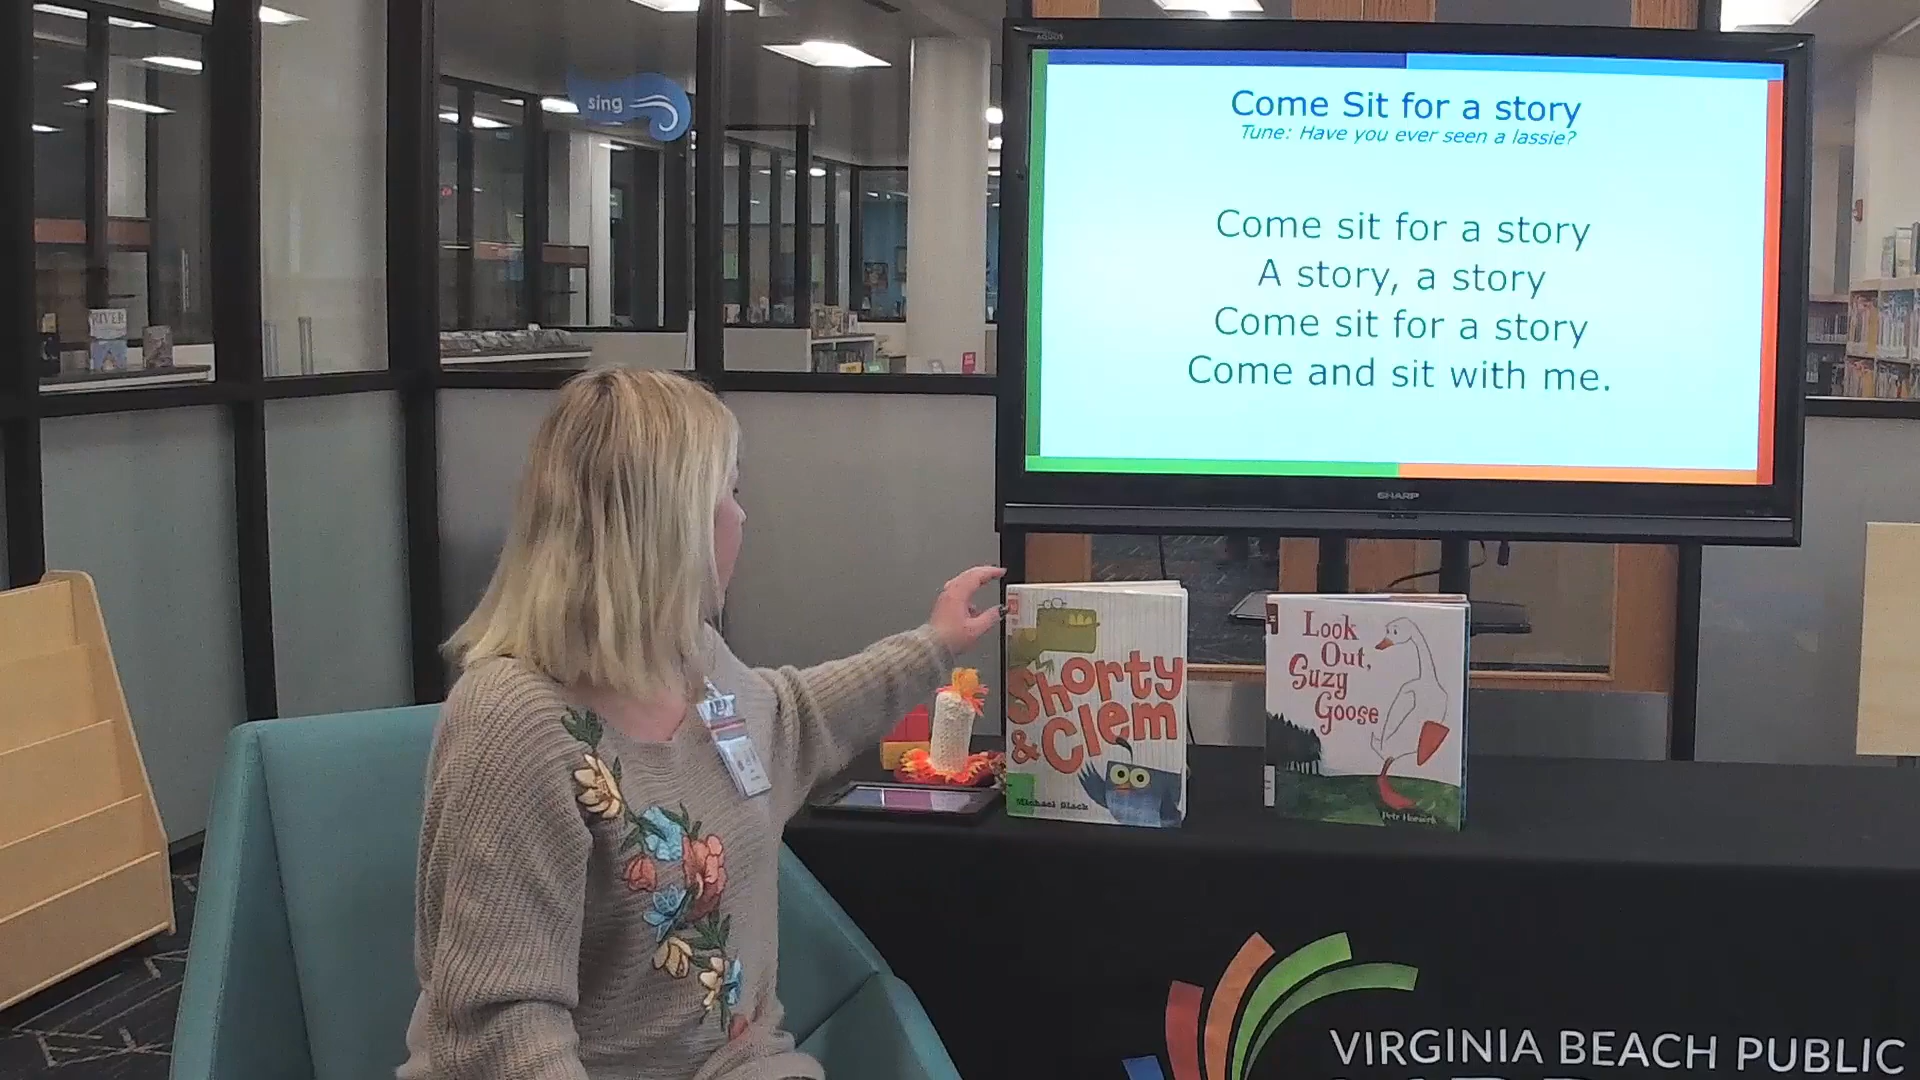 sing
AQUOS
Come Sit for a story
Tune: Have you ever seen a lassie?
Come sit for a story
A story, a story
Come sit for a story
Come and sit with me.
SHARP
RIVER
Shorty
& Clem
Michael Slack
Look
Out,
Suzy
Goose
Petr Horacek
VIRGINIA BEACH PUBLIC